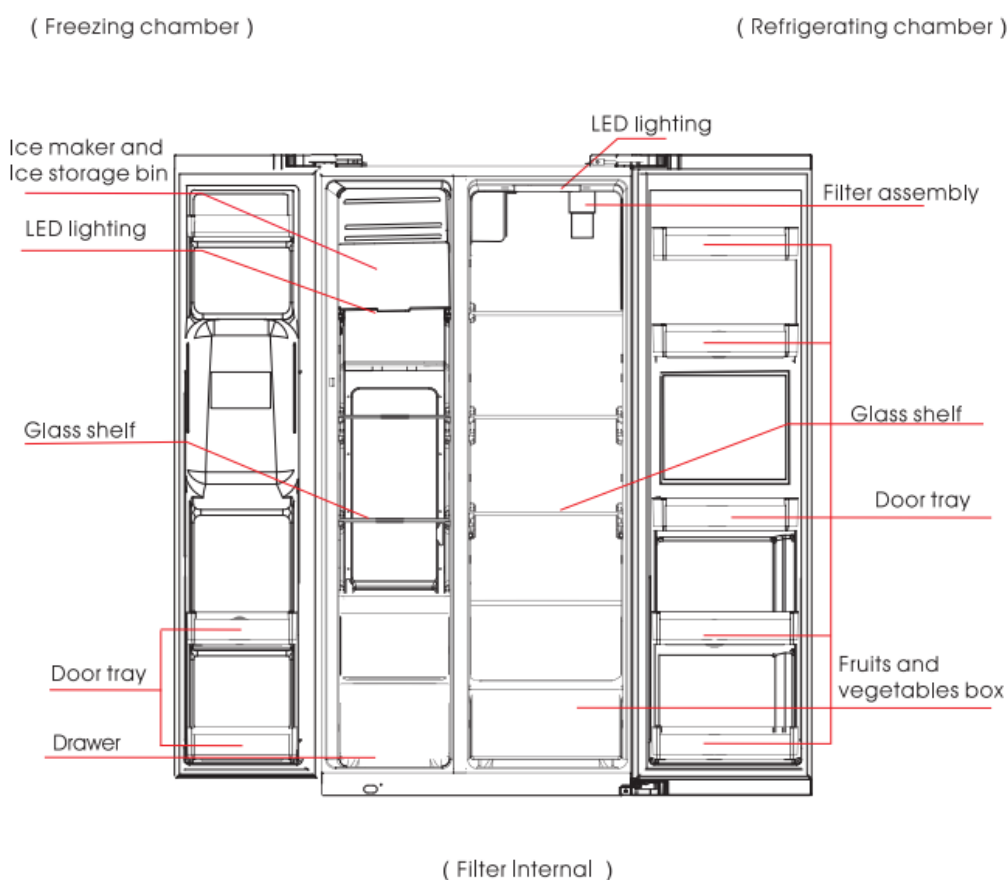 ( Freezing chamber )
( Refrigerating chamber )
LED lighting
Ice maker and
Ice storage bin
Filter assembly
LED lighting
Glass shelf
Glass shelf
Door tray
Door tray
Fruits and
vegetables box
Drawer
( Filter Internal )